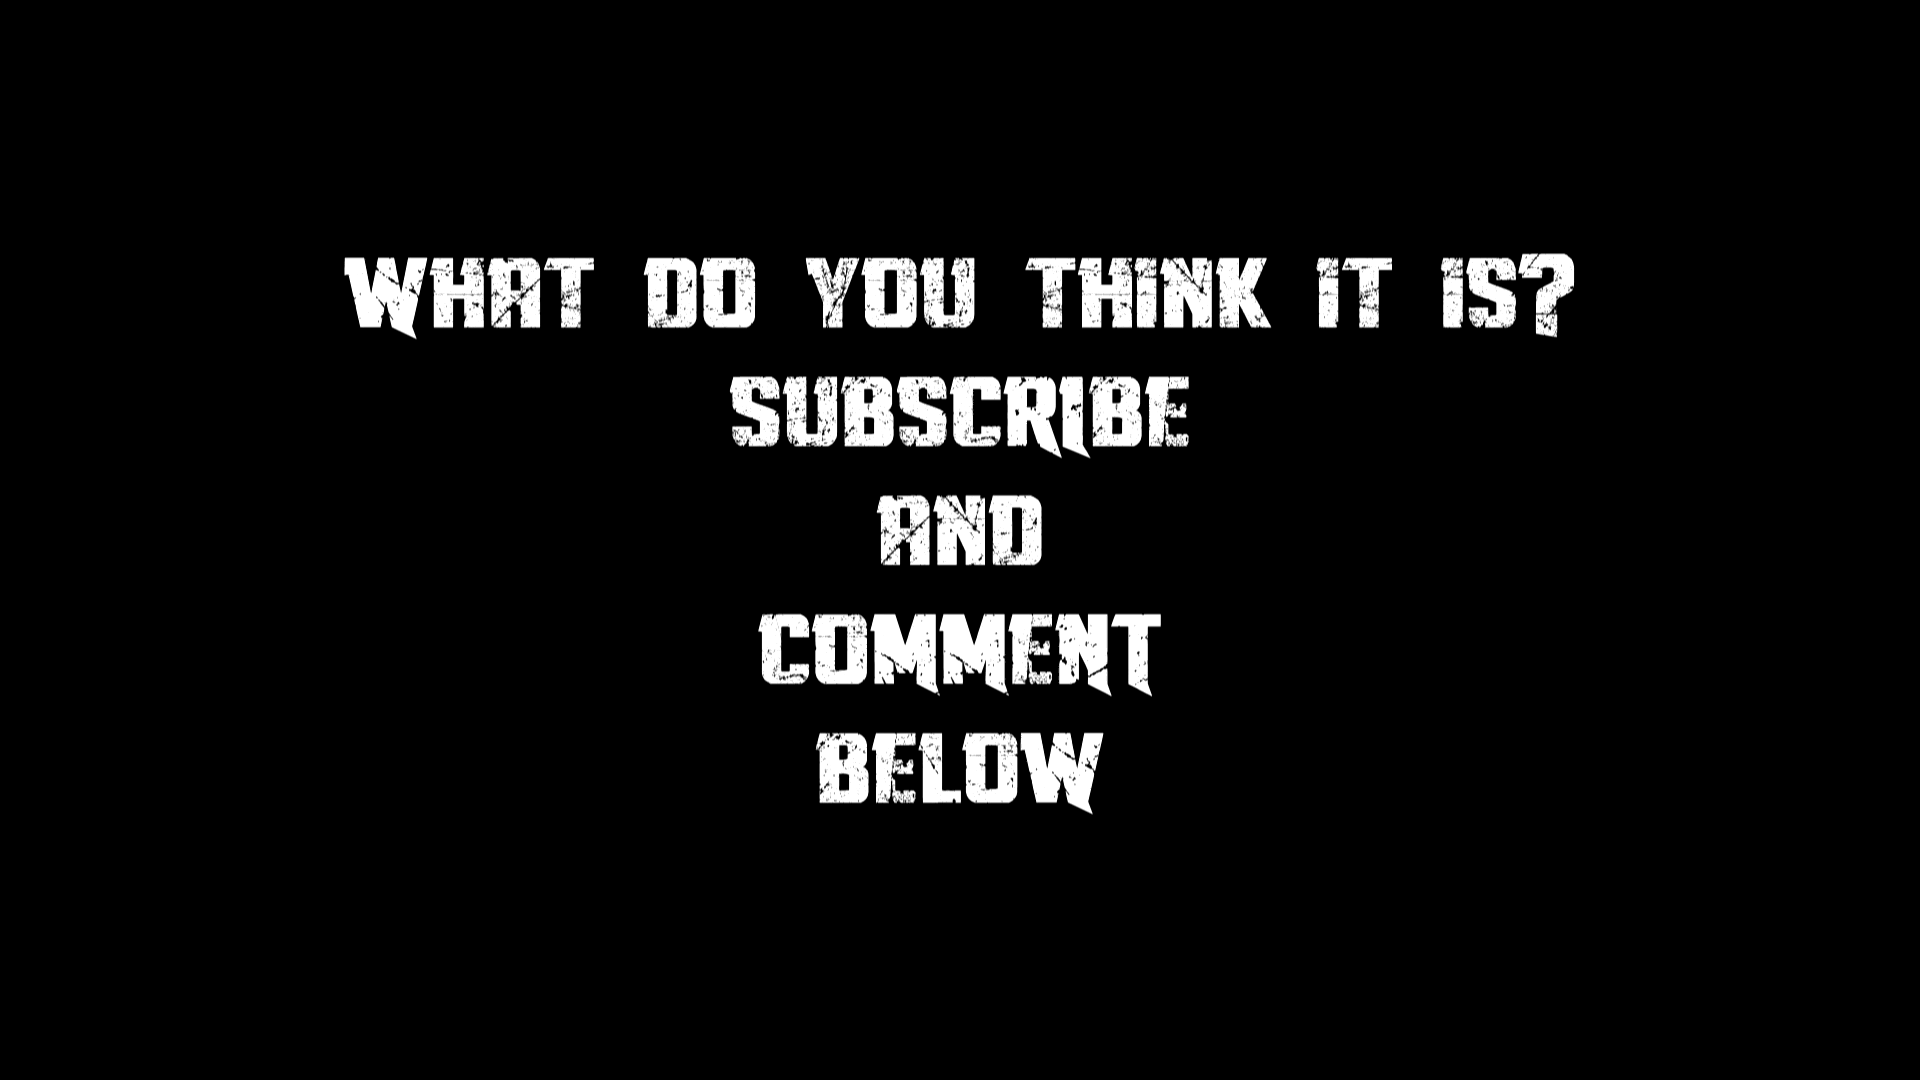 WHAT DO YOU THINK IT IS?
SUBSCRIBE
AND
COMMENT
BELOW